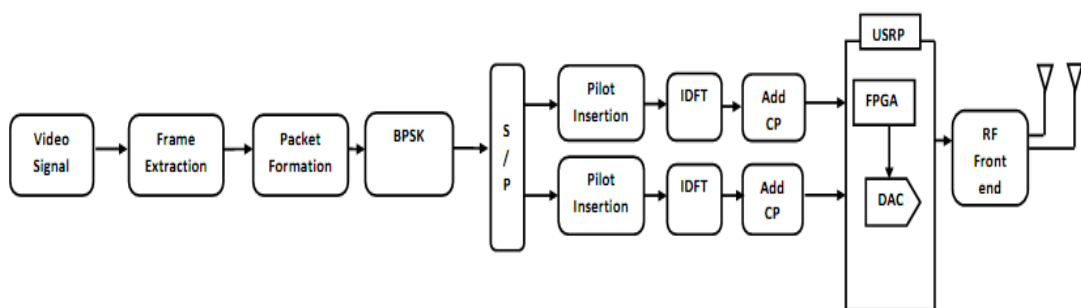 Video
Signal
Frame
Extraction
Packet
Formation
BPSK
S
/
P
Pilot
Insertion
IDFT
Add
CP
Pilot
Insertion
IDFT
Add
CP
USRP
FPGA
DAC
RF
Front
end